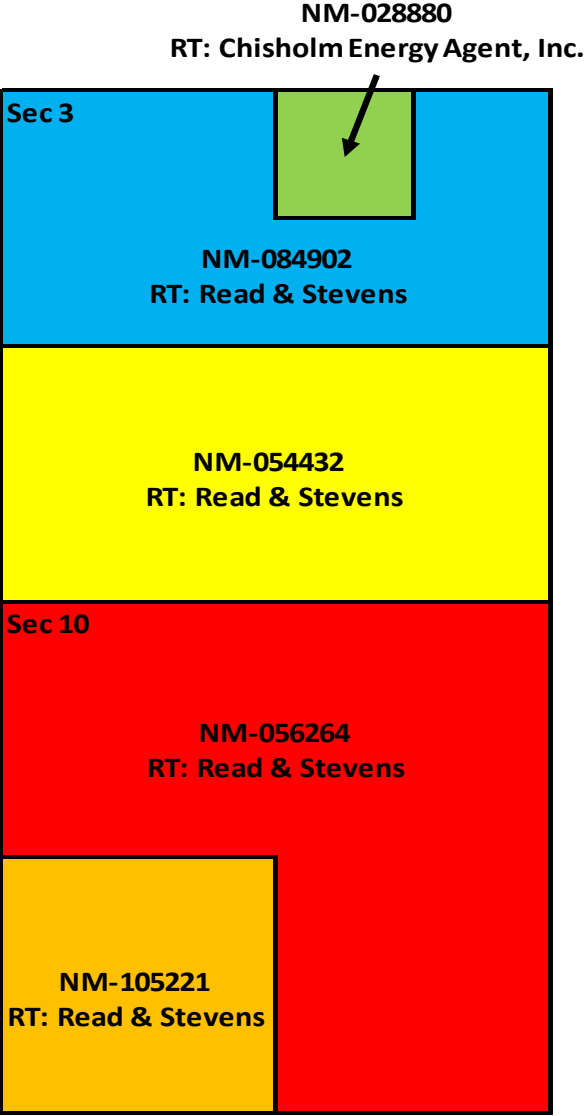 NM-028880
RT: Chisholm Energy Agent, Inc.
Sec 3
NM-084902
RT: Read & Stevens
NM-054432
RT: Read & Stevens
Sec 10
NM-056264
RT: Read & Stevens
NM-105221
RT: Read & Stevens